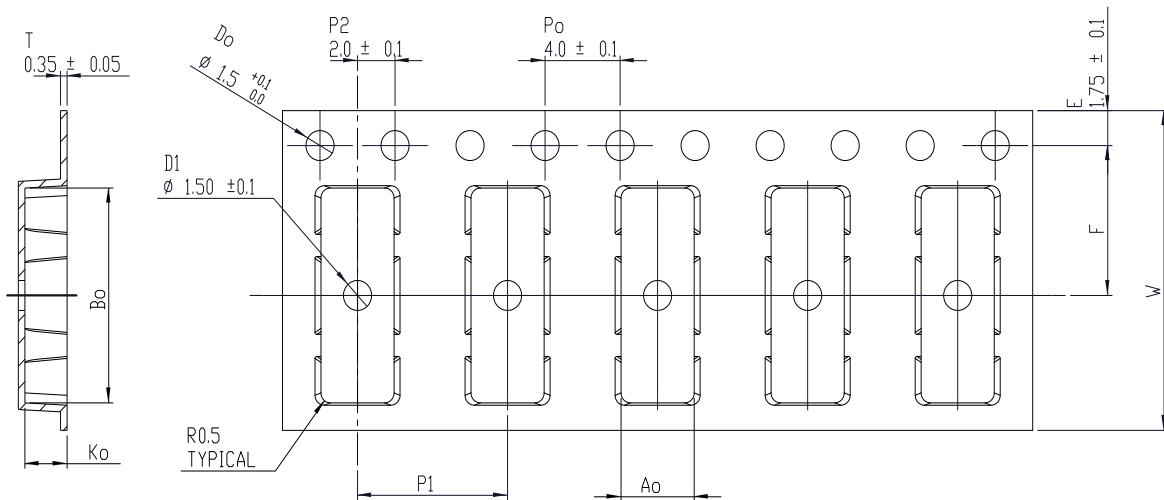 T
0.35 ± 0.05
Do
ø 1.5 +0.1 0.0
P2
2.0 ± 0.1
Po
4.0 ± 0.1
E
1.75 ± 0.1
D1
ø 1.50 ±0.1
F
W
Bo
R0.5
TYPICAL
Ko
P1
Ao